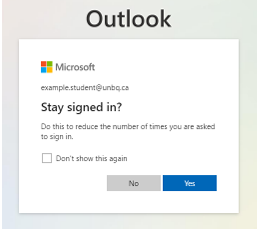 Outlook
Microsoft
example.student@unbq.ca
Stay signed in?
Do this to reduce the number of times you are asked
to sign in.
Don't show this again
No
Yes